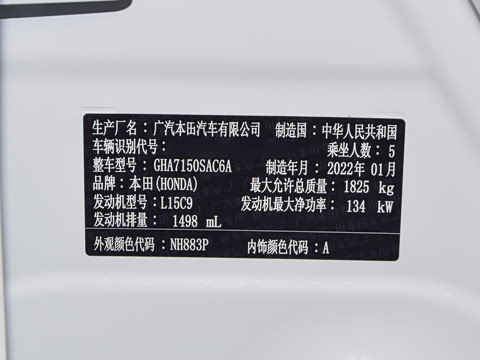 生产厂名：广汽本田汽车有限公司 制造国：中华人民共和国
车辆识别代号： 乘坐人数：5
整车型号：GHA7150SAC6A 制造年月：2022年01月
品牌：本田(HONDA) 最大允许总质量：1825 kg
发动机型号：L15C9 发动机最大净功率：134 kW
发动机排量：1498 mL
外观颜色代码：NH883P 内饰颜色代码：A